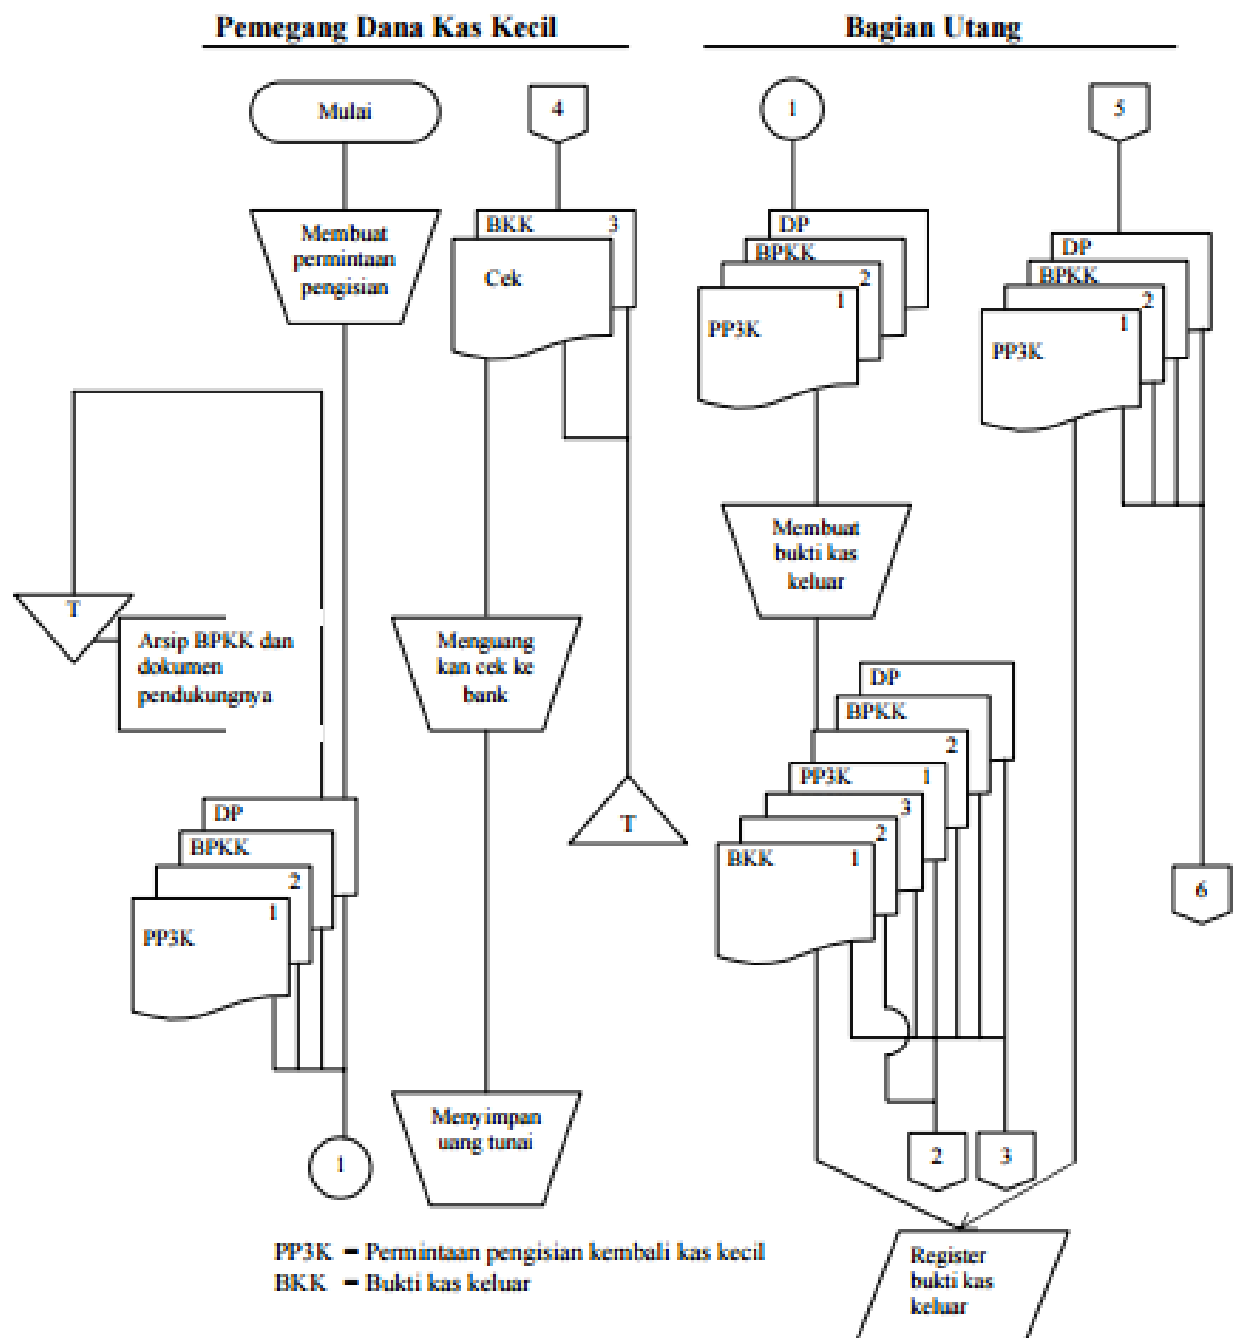 Pemegang Dana Kas Kecil
Mulai
Membuat
permintaan
pengisian
T
Arsip BPKK dan
dokumen
pendukungnya
DP
BPKK
2
1
PP3K
1
4
BKK 3
Cek
Menguang
kan cek ke
bank
T
Menyimpan
uang tunai
PP3K = Permintaan pengisian kembali kas kecil
BKK = Bukti kas keluar
Bagian Utang
1
DP
BPKK
2
1
PP3K
Membuat
bukti kas
keluar
DP
BPKK
2
PP3K 1
3
2
BKK 1
2
3
5
DP
BPKK
2
1
PP3K
6
Register
bukti kas
keluar